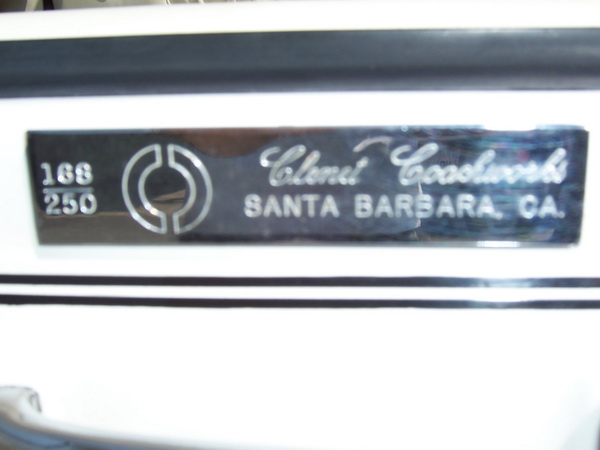 168
250
Clenet Coachworks
SANTA BARBARA, CA.